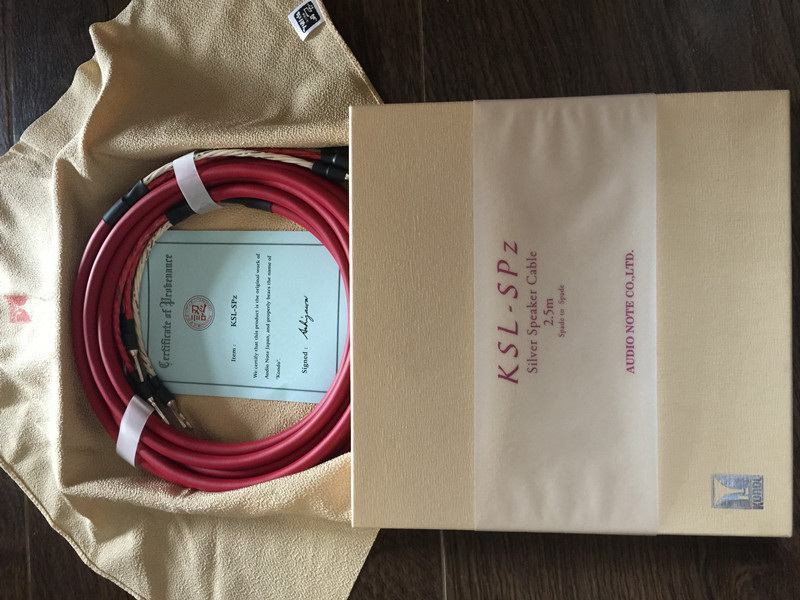 Certificate of Provenance
認
Item : KSL-SPz
We certify that this product is the original work of
Audio Note Japan, and properly bears the name of
'Kondo'.
Signed :
KSL-SPz
Silver Speaker Cable
2.5m
Spade to Spade
AUDIO NOTE CO.,LTD.
KONDO